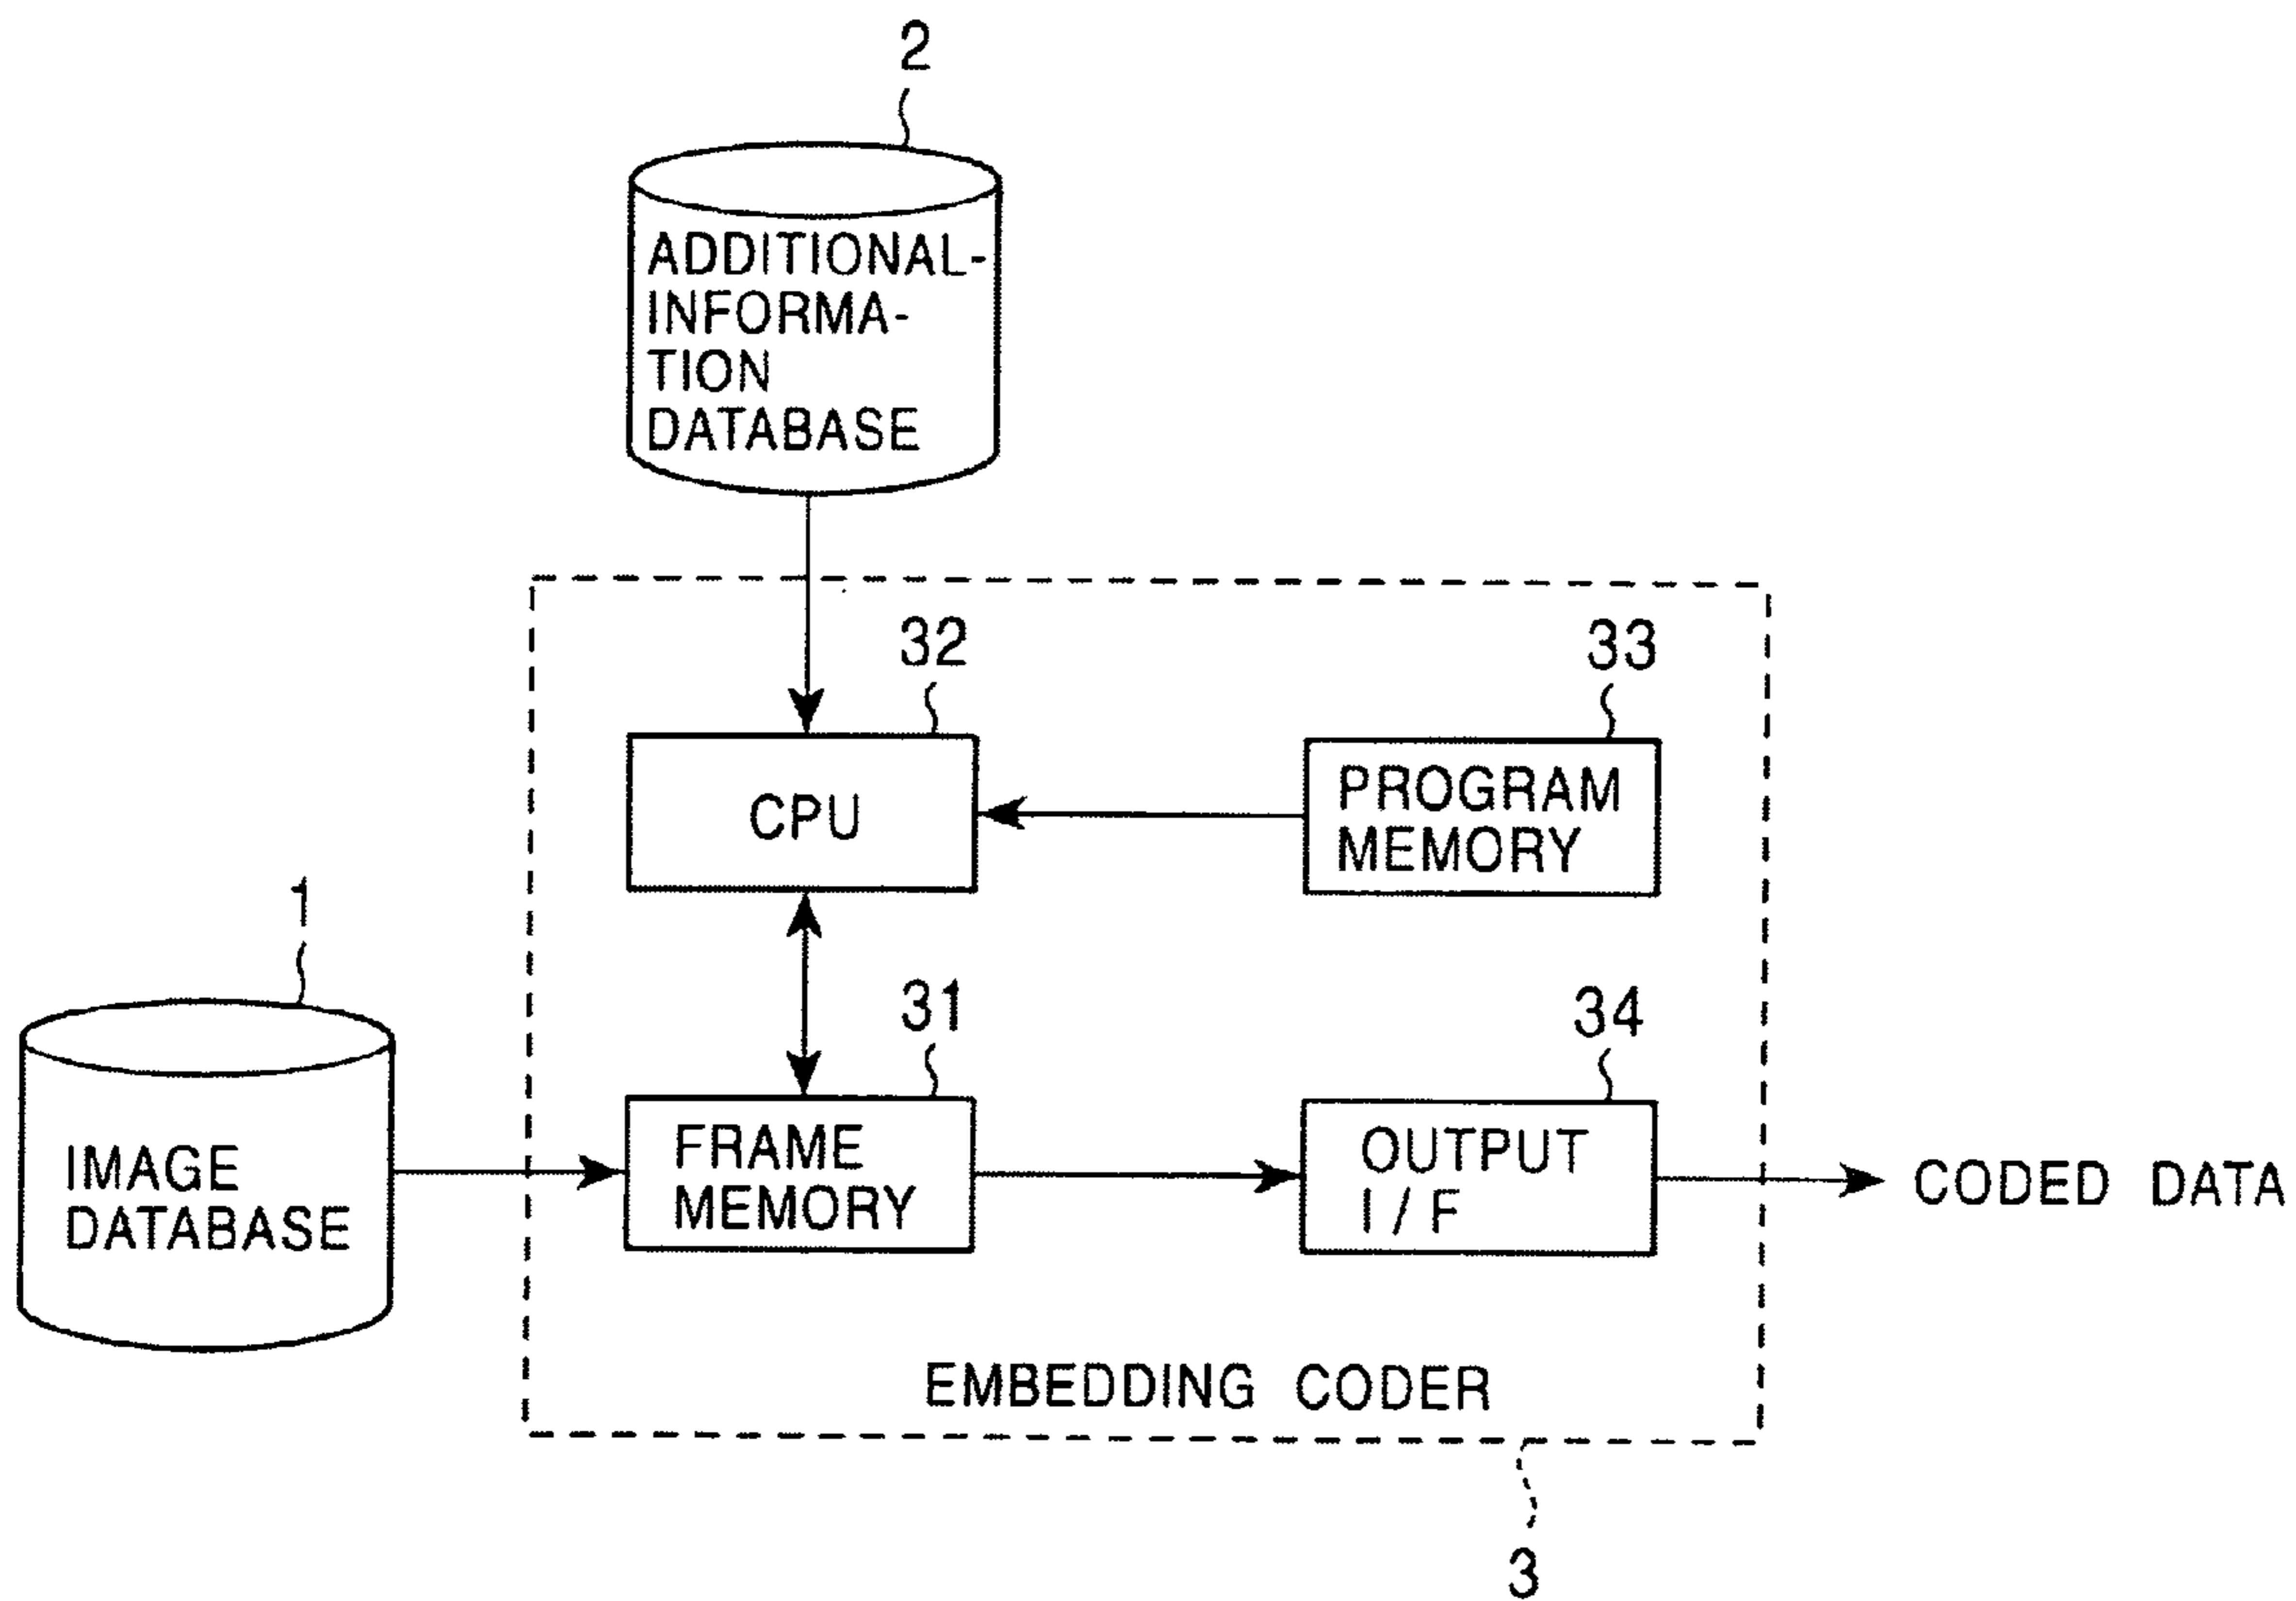 2
ADDITIONAL-
INFORMA-
TION
DATABASE
32
33
CPU
PROGRAM
MEMORY
1
31
34
IMAGE
DATABASE
FRAME
MEMORY
OUTPUT
I/F
CODED DATA
EMBEDDING CODER
3